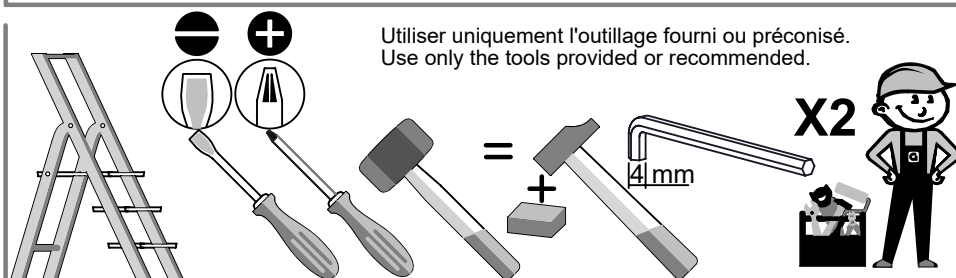 Utiliser uniquement l'outillage fourni ou préconisé.
Use only the tools provided or recommended.
X2
=
+
4 mm